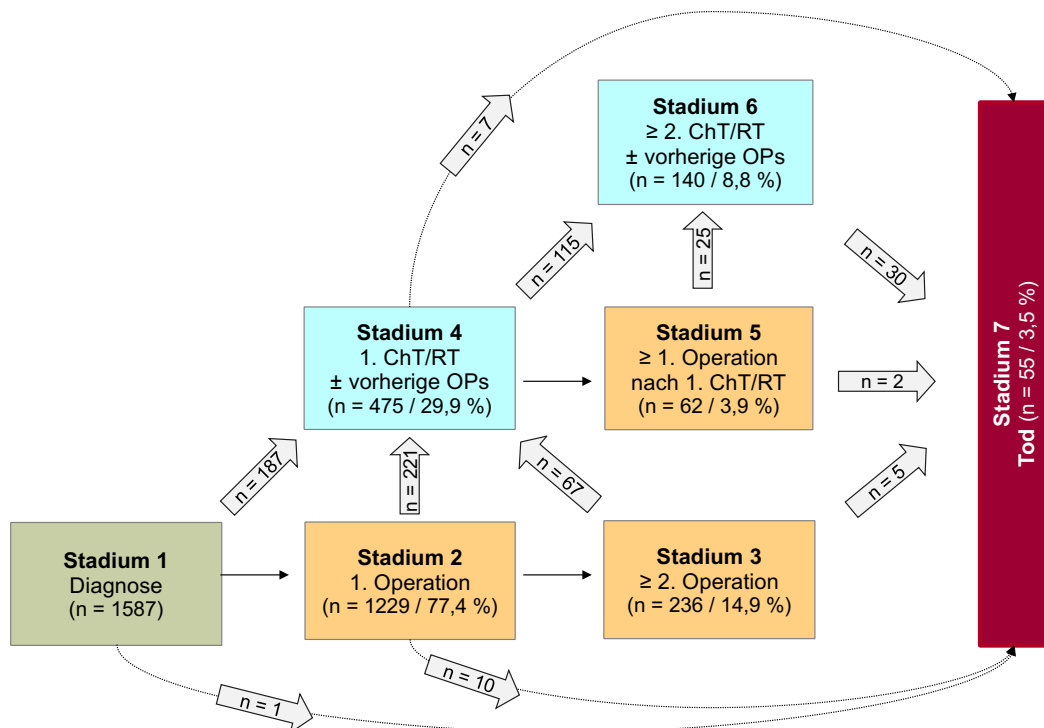 n = 7
Stadium 6
≥ 2. ChT/RT
± vorherige OPs
(n = 140 / 8,8 %)
n = 115
n = 25
n = 30
Stadium 4
1. ChT/RT
± vorherige OPs
(n = 475 / 29,9 %)
Stadium 5
≥ 1. Operation
nach 1. ChT/RT
(n = 62 / 3,9 %)
n = 2
Stadium 7
Tod (n = 55 / 3,5 %)
n = 187
n = 221
n = 67
n = 5
Stadium 1
Diagnose
(n = 1587)
Stadium 2
1. Operation
(n = 1229 / 77,4 %)
Stadium 3
≥ 2. Operation
(n = 236 / 14,9 %)
n = 1
n = 10